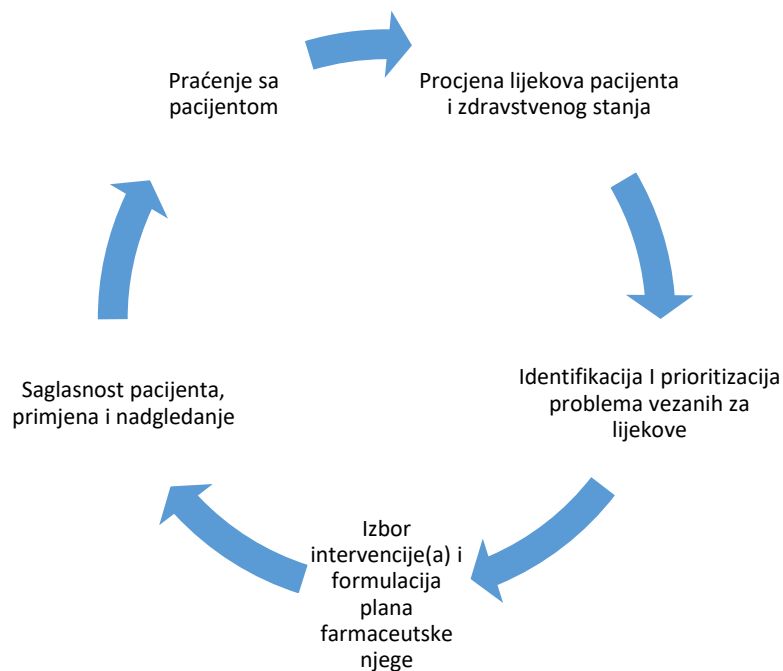 Praćenje sa
pacijentom
Procjena lijekova pacijenta
i zdravstvenog stanja
Identifikacija I prioritizacija
problema vezanih za
lijekove
Izbor
intervencije(a) i
formulacija
plana
farmaceutske
njege
Saglasnost pacijenta,
primjena i nadgledanje